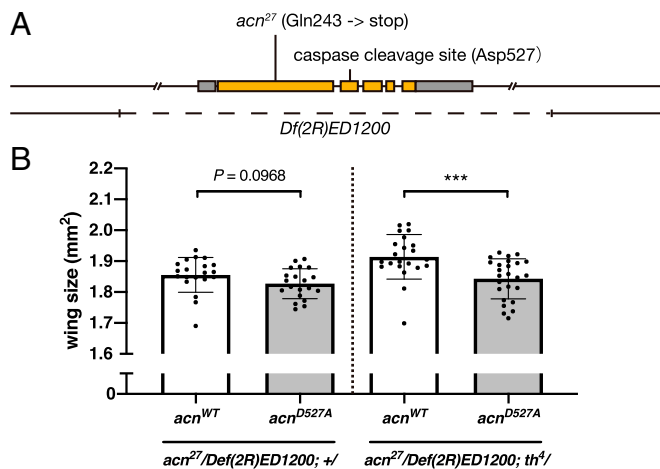 A
acn27 (Gln243 -> stop)
caspase cleavage site (Asp527)
Df(2R)ED1200
B
2.2
2.1
2.0
1.9
1.8
1.7
1.6
0
wing size (mm2)
P = 0.0968
***
acnWT
acnD527A
acnWT
acnD527A
acn27/Def(2R)ED1200; +/
acn27/Def(2R)ED1200; th4/